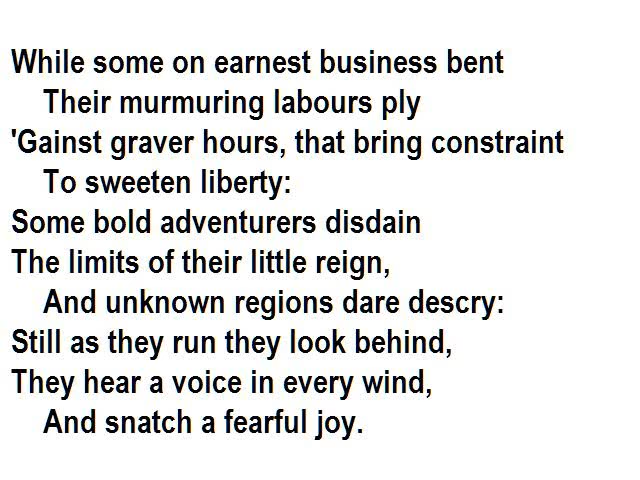 While some on earnest business bent
Their murmuring labours ply
'Gainst graver hours, that bring constraint
To sweeten liberty:
Some bold adventurers disdain
The limits of their little reign,
And unknown regions dare descry:
Still as they run they look behind,
They hear a voice in every wind,
And snatch a fearful joy.